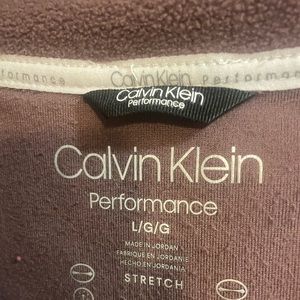 Performance Calvin Klein Performance
Calvin Klein
Performance
Calvin Klein
Performance
L/G/G
MADE IN JORDAN
FABRIQUÉ EN JORDANIE
HECHO EN JORDANIA
STRETCH